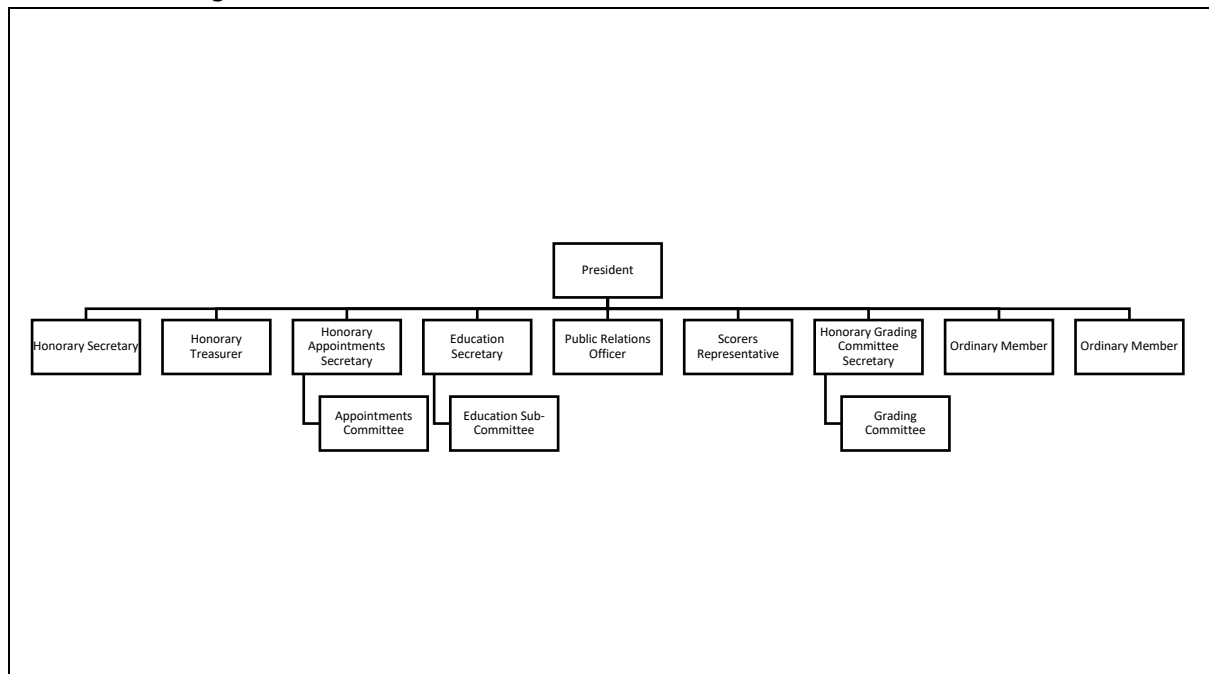 President
Honorary Secretary
Honorary
Treasurer
Honorary
Appointments
Secretary
Education
Secretary
Public Relations
Officer
Scorers
Representative
Honorary Grading
Committee
Secretary
Ordinary Member
Ordinary Member
Appointments
Committee
Education Sub-
Committee
Grading
Committee